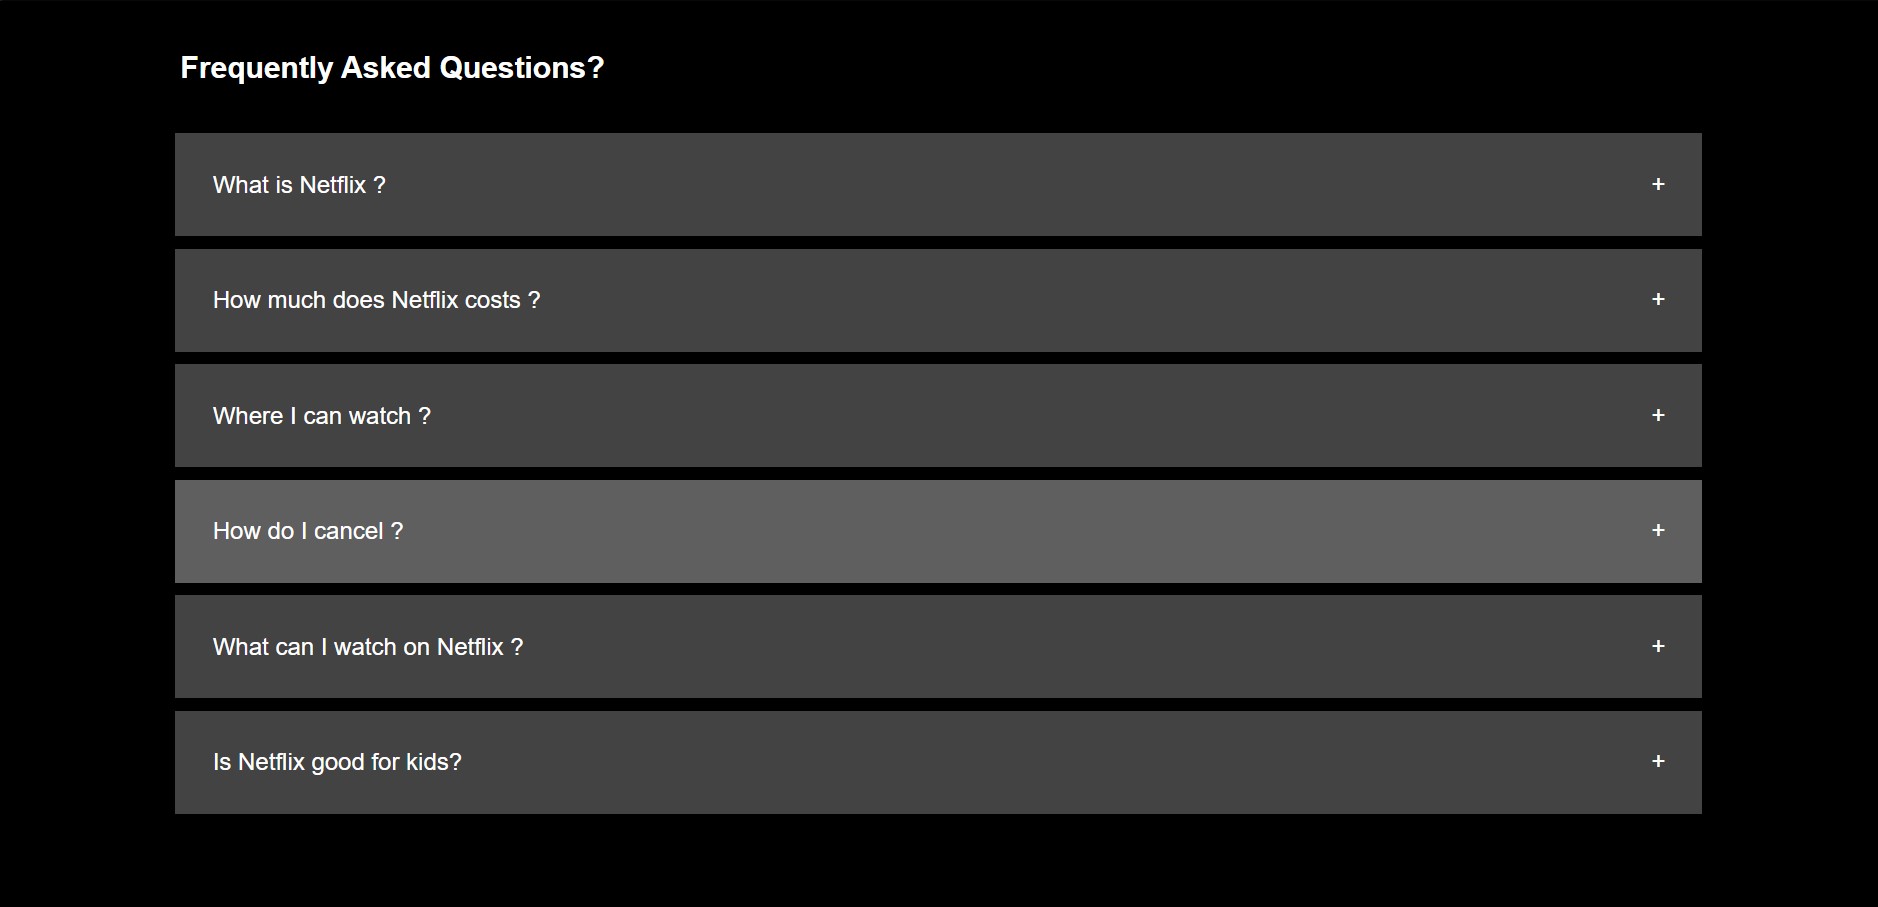 Frequently Asked Questions?
What is Netflix ? +
How much does Netflix costs ? +
Where I can watch ? +
How do I cancel ? +
What can I watch on Netflix ? +
Is Netflix good for kids? +